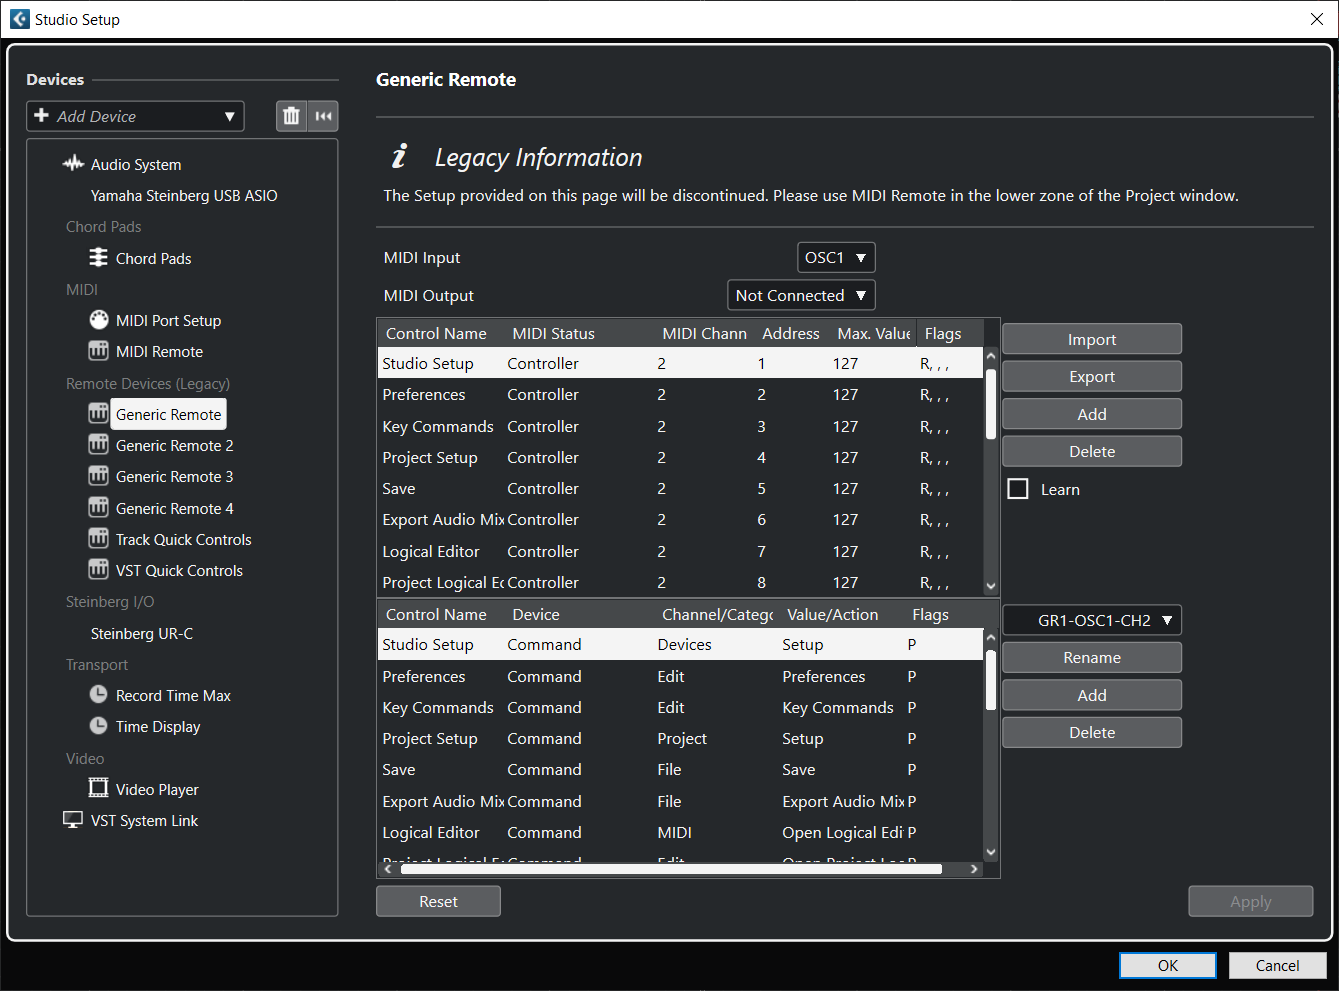 Studio Setup
Devices
Add Device
Audio System
Yamaha Steinberg USB ASIO
Chord Pads
Chord Pads
MIDI
MIDI Port Setup
MIDI Remote
Remote Devices (Legacy)
Generic Remote
Generic Remote 2
Generic Remote 3
Generic Remote 4
Track Quick Controls
VST Quick Controls
Steinberg I/O
Steinberg UR-C
Transport
Record Time Max
Time Display
Video
Video Player
VST System Link
Generic Remote
Legacy Information
The Setup provided on this page will be discontinued. Please use MIDI Remote in the lower zone of the Project window.
MIDI Input OSC1
MIDI Output Not Connected
Control Name MIDI Status MIDI Chann Address Max. Value Flags
Studio Setup Controller 2 1 127 R, , ,
Preferences Controller 2 2 127 R, , ,
Key Commands Controller 2 3 127 R, , ,
Project Setup Controller 2 4 127 R, , ,
Save Controller 2 5 127 R, , ,
Export Audio Mix Controller 2 6 127 R, , ,
Logical Editor Controller 2 7 127 R, , ,
Project Logical Ec Controller 2 8 127 R, , ,
Import
Export
Add
Delete
Learn
Control Name Device Channel/Catego Value/Action Flags
Studio Setup Command Devices Setup P
Preferences Command Edit Preferences P
Key Commands Command Edit Key Commands P
Project Setup Command Project Setup P
Save Command File Save P
Export Audio Mix Command File Export Audio Mix P
Logical Editor Command MIDI Open Logical Edi P
Project Logical E Command Edit Open Project Lo P
GR1-OSC1-CH2
Rename
Add
Delete
Reset
Apply
OK
Cancel